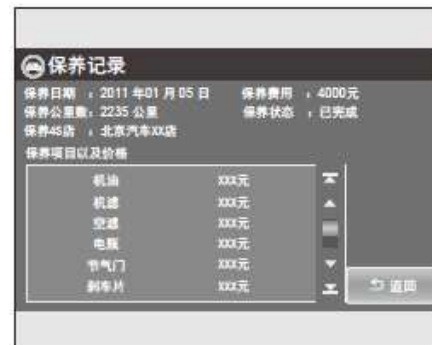 保养记录
保养日期 : 2011 年01 月 05 日 保养费用 : 4000元
保养公里数: 2235 公里 保养状态 : 已完成
保养4S店 : 北京汽车XX店
保养项目以及价格
机油 XXX元
机滤 XXX元
空滤 XXX元
电瓶 XXX元
节气门 XXX元
刹车片 XXX元
返回